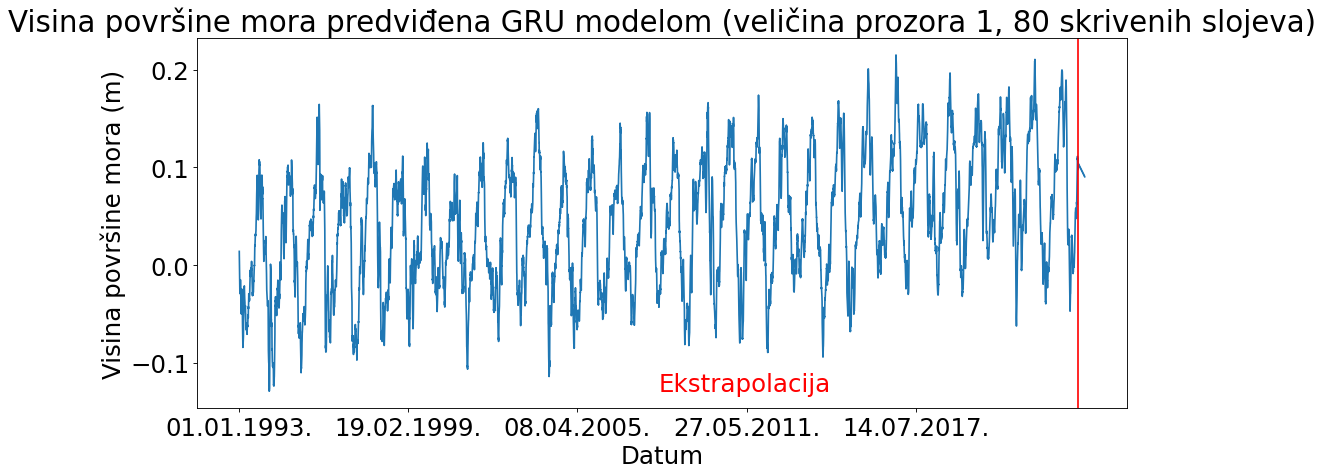 Visina površine mora predviđena GRU modelom (veličina prozora 1, 80 skrivenih slojeva)
Visina površine mora (m)
0.2
0.1
0.0
−0.1
Ekstrapolacija
01.01.1993. 19.02.1999. 08.04.2005. 27.05.2011. 14.07.2017.
Datum